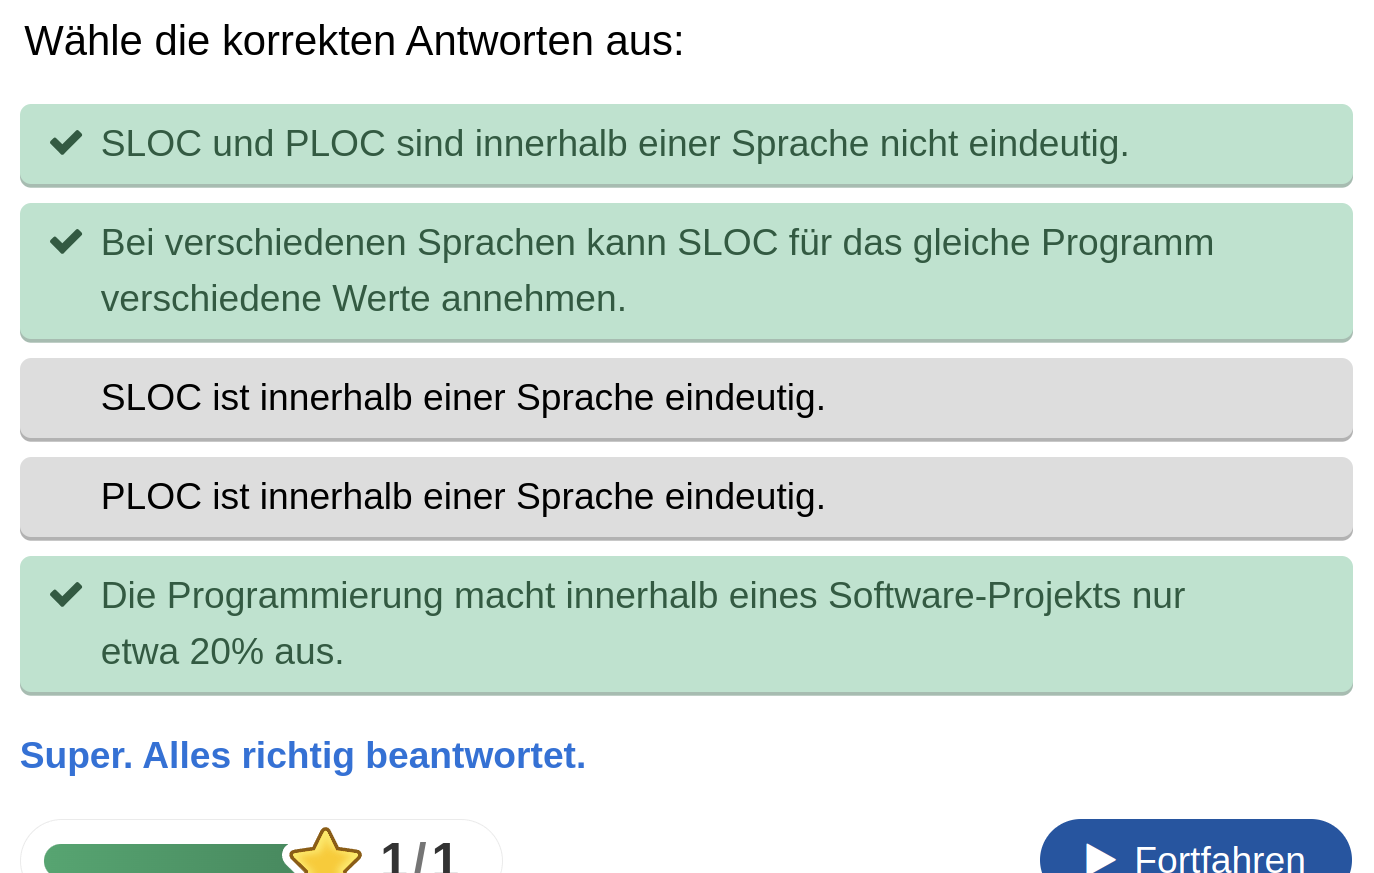 Wähle die korrekten Antworten aus:
SLOC und PLOC sind innerhalb einer Sprache nicht eindeutig.
Bei verschiedenen Sprachen kann SLOC für das gleiche Programm
verschiedene Werte annehmen.
SLOC ist innerhalb einer Sprache eindeutig.
PLOC ist innerhalb einer Sprache eindeutig.
Die Programmierung macht innerhalb eines Software-Projekts nur
etwa 20% aus.
Super. Alles richtig beantwortet.
1/1
Fortfahren